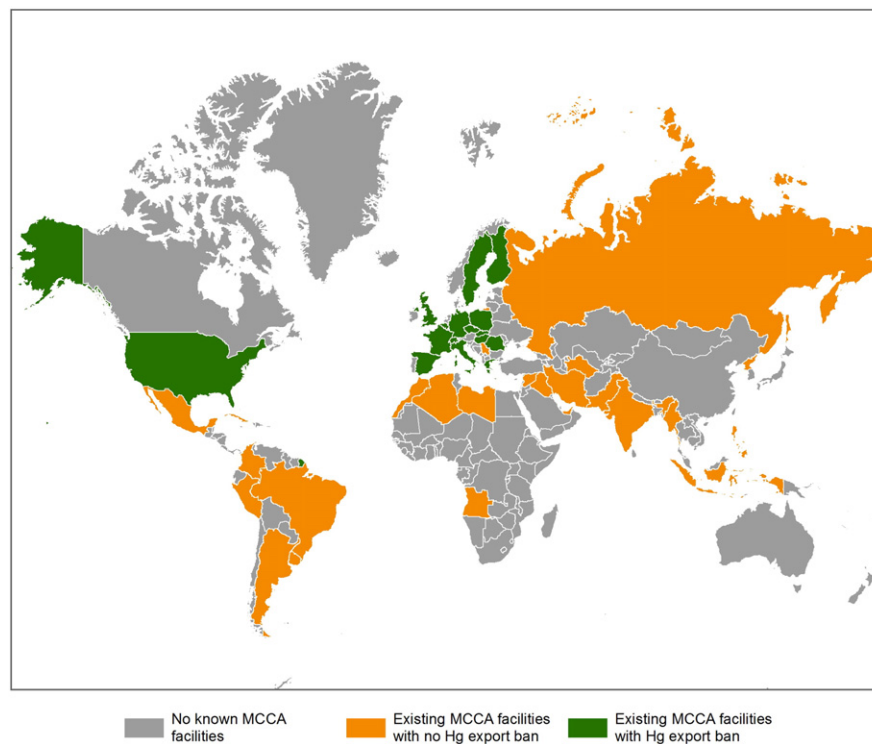 No known MCCA
facilities
Existing MCCA facilities
with no Hg export ban
Existing MCCA facilities
with Hg export ban